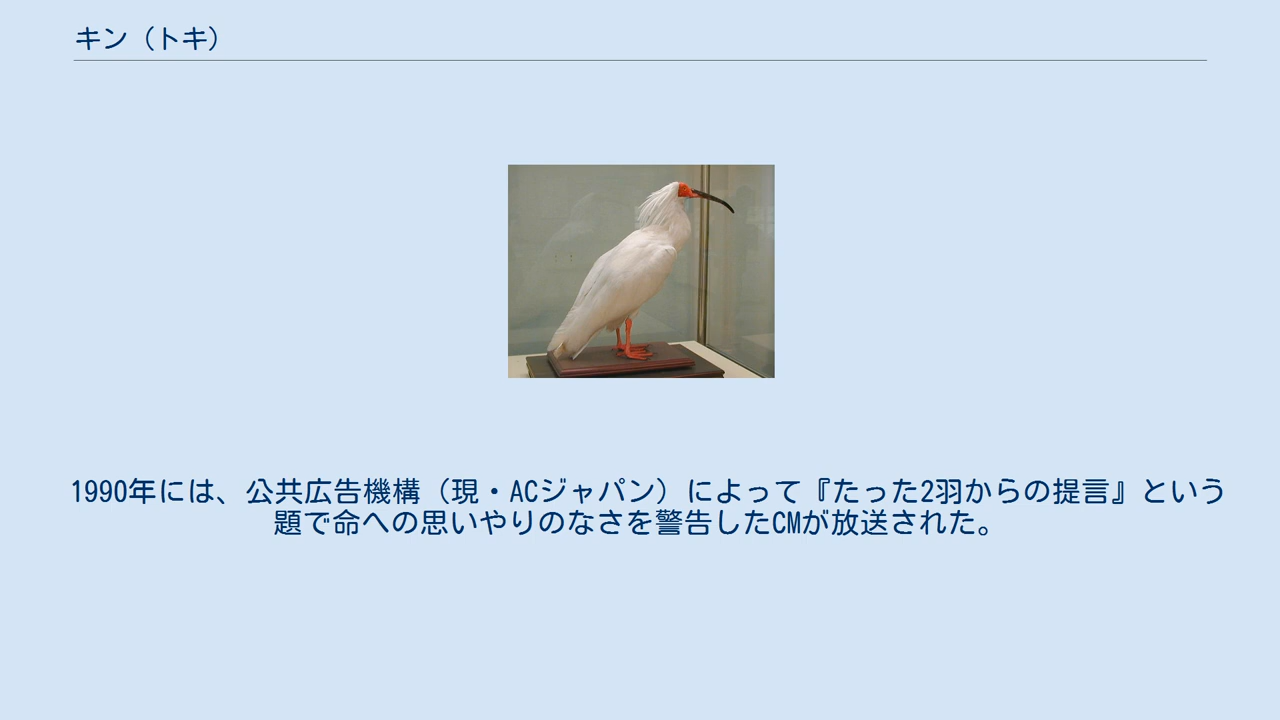 キン（トキ）
1990年には、公共広告機構（現・ACジャパン）によって『たった2羽からの提言』という
題で命への思いやりのなさを警告したCMが放送された。